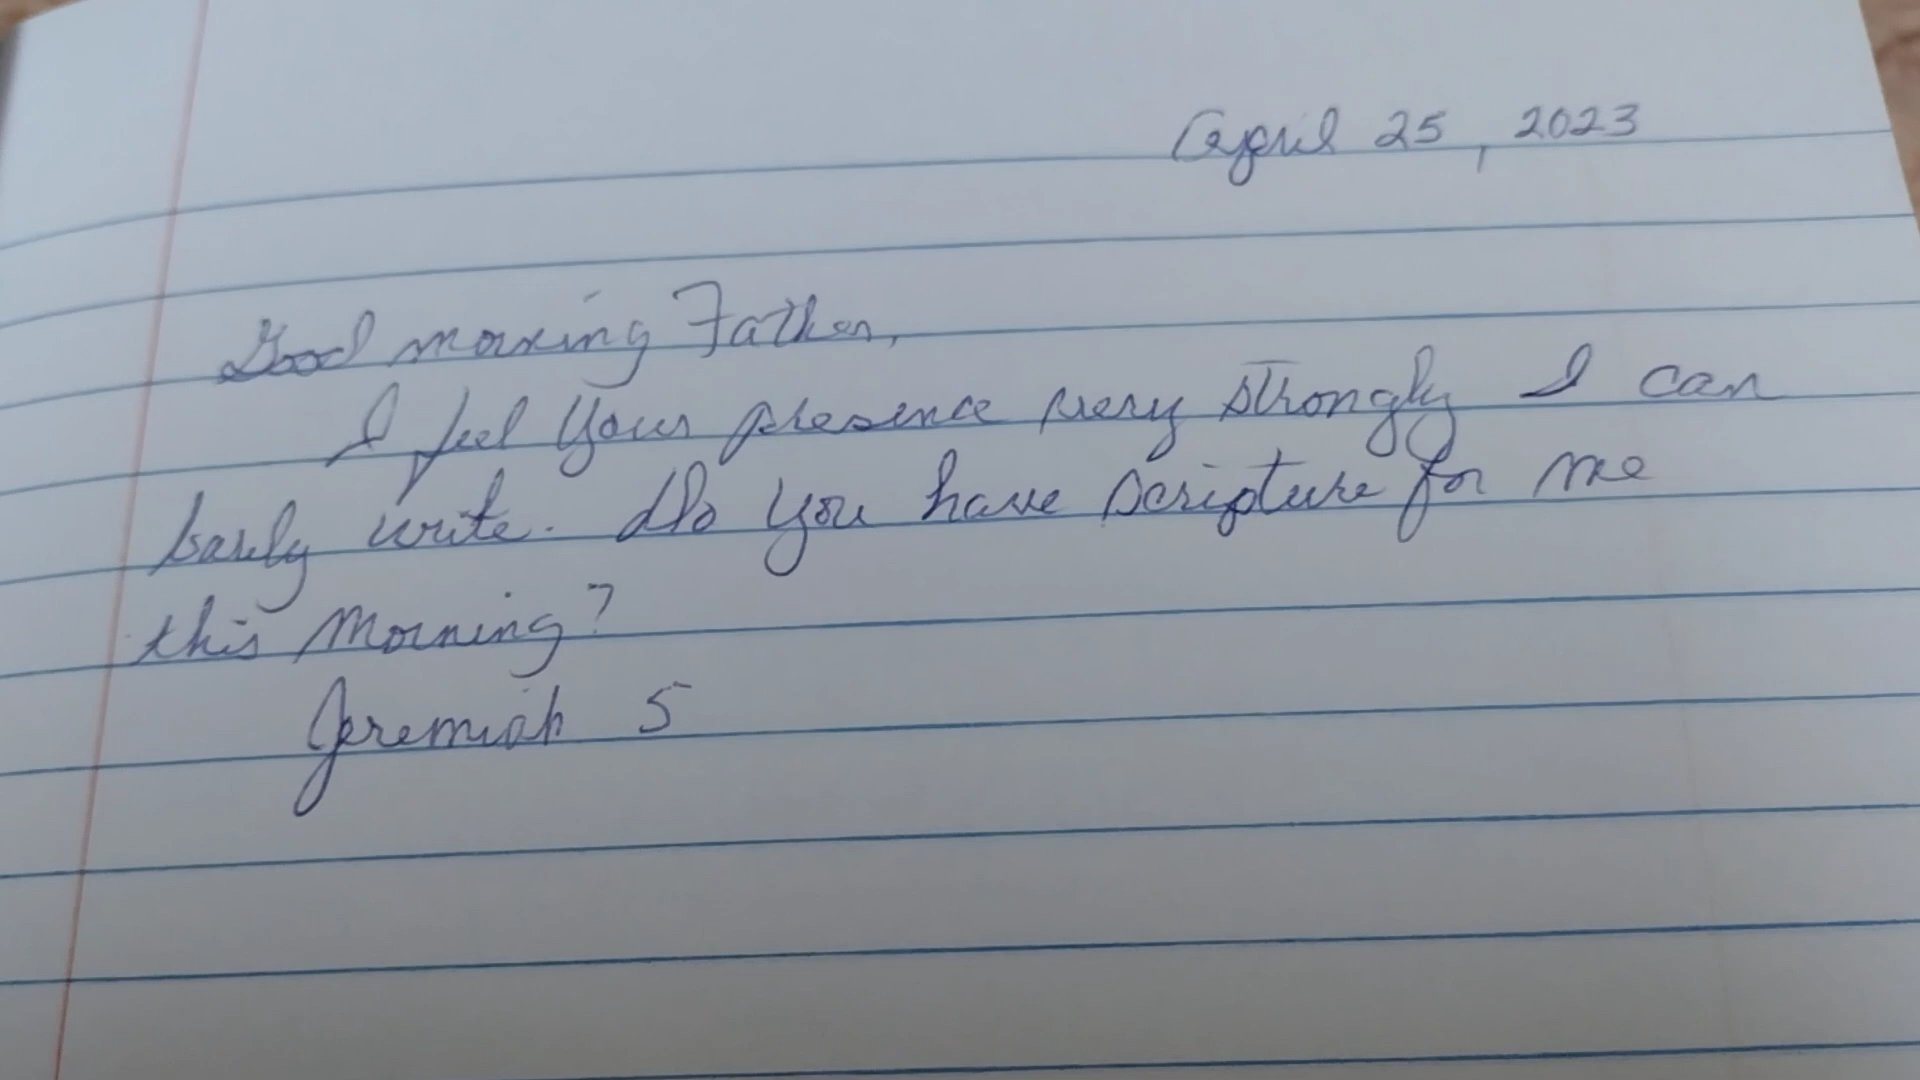 April 25, 2023
Good morning Father,
I feel Your presence very strongly I can
barely write. Do You have Scripture for me
this morning?
Jeremiah 5